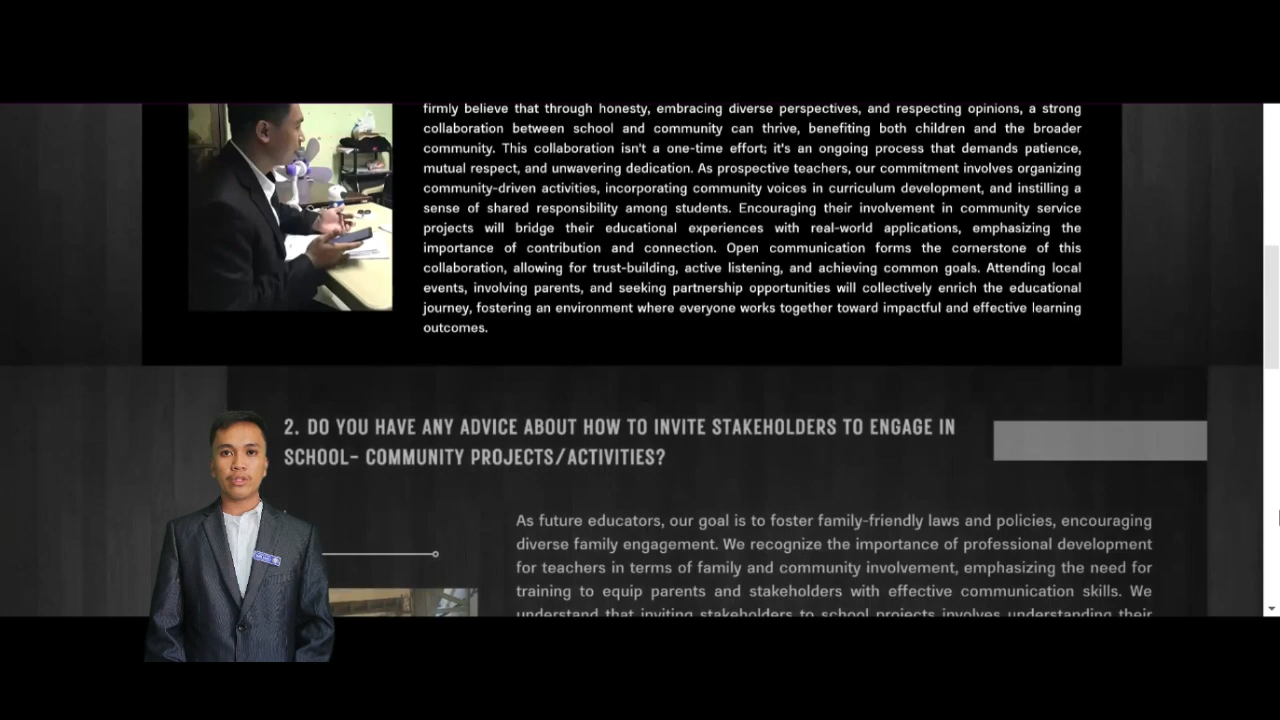 firmly believe that through honesty, embracing diverse perspectives, and respecting opinions, a strong
collaboration between school and community can thrive, benefiting both children and the broader
community. This collaboration isn't a one-time effort; it's an ongoing process that demands patience,
mutual respect, and unwavering dedication. As prospective teachers, our commitment involves organizing
community-driven activities, incorporating community voices in curriculum development, and instilling a
sense of shared responsibility among students. Encouraging their involvement in community service
projects will bridge their educational experiences with real-world applications, emphasizing the
importance of contribution and connection. Open communication forms the cornerstone of this
collaboration, allowing for trust-building, active listening, and achieving common goals. Attending local
events, involving parents, and seeking partnership opportunities will collectively enrich the educational
journey, fostering an environment where everyone works together toward impactful and effective learning
outcomes.
2. DO YOU HAVE ANY ADVICE ABOUT HOW TO INVITE STAKEHOLDERS TO ENGAGE IN
SCHOOL- COMMUNITY PROJECTS/ACTIVITIES?
As future educators, our goal is to foster family-friendly laws and policies, encouraging
diverse family engagement. We recognize the importance of professional development
for teachers in terms of family and community involvement, emphasizing the need for
training to equip parents and stakeholders with effective communication skills. We
understand that inviting stakeholders to school projects involves understanding their